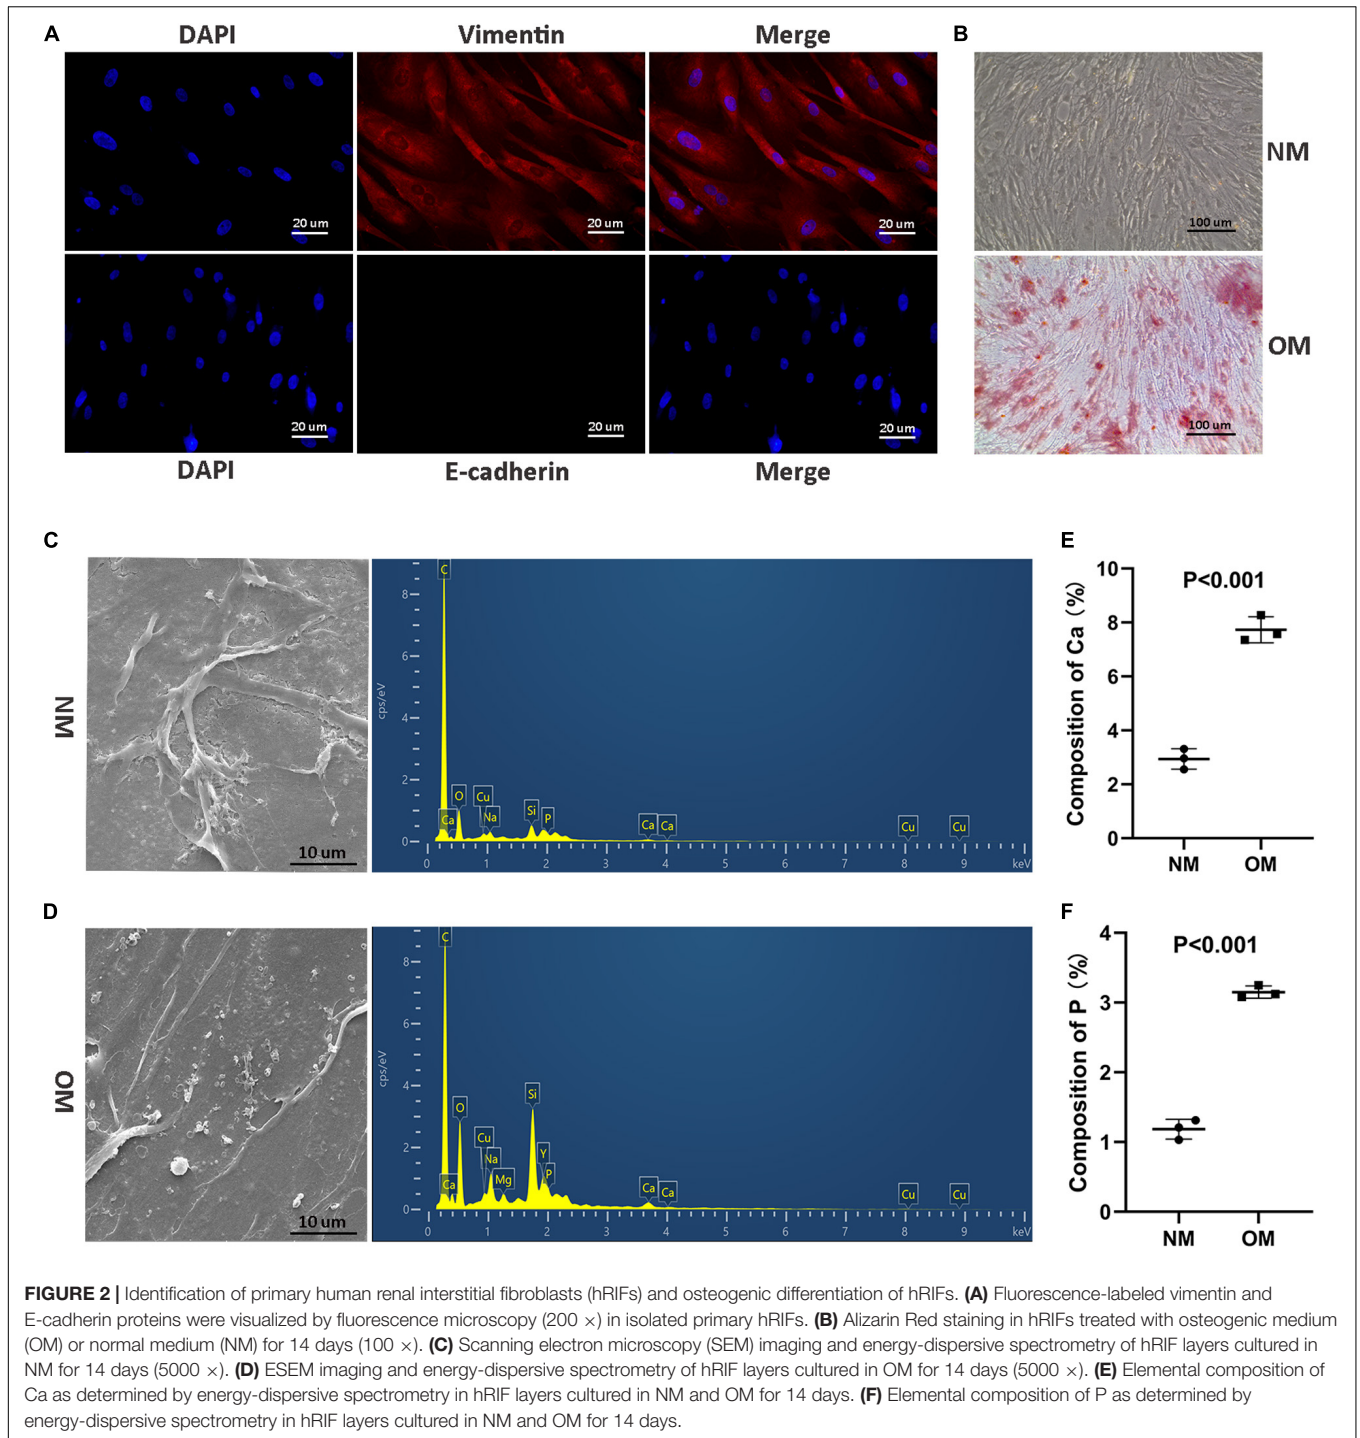 A
DAPI
Vimentin
Merge
B
20 um
20 um
20 um
100 um
NM
20 um
20 um
20 um
100 um
OM
DAPI
E-cadherin
Merge
C
NM
10 um
cps/eV
8
6
4
2
0
C
Ca
O
Cu
Na
Si
P
Ca
Ca
Cu
Cu
0
1
2
3
4
5
6
7
8
9
keV
E
P<0.001
Composition of Ca (%)
10
8
6
4
2
0
NM
OM
D
OM
10 um
cps/eV
8
6
4
2
0
C
Ca
O
Cu
Na
Mg
Si
Y
P
Ca
Ca
Cu
Cu
0
1
2
3
4
5
6
7
8
9
keV
F
P<0.001
Composition of P (%)
4
3
2
1
0
NM
OM
FIGURE 2 | Identification of primary human renal interstitial fibroblasts (hRIFs) and osteogenic differentiation of hRIFs. (A) Fluorescence-labeled vimentin and
E-cadherin proteins were visualized by fluorescence microscopy (200 ×) in isolated primary hRIFs. (B) Alizarin Red staining in hRIFs treated with osteogenic medium
(OM) or normal medium (NM) for 14 days (100 ×). (C) Scanning electron microscopy (SEM) imaging and energy-dispersive spectrometry of hRIF layers cultured in
NM for 14 days (5000 ×). (D) ESEM imaging and energy-dispersive spectrometry of hRIF layers cultured in OM for 14 days (5000 ×). (E) Elemental composition of
Ca as determined by energy-dispersive spectrometry in hRIF layers cultured in NM and OM for 14 days. (F) Elemental composition of P as determined by
energy-dispersive spectrometry in hRIF layers cultured in NM and OM for 14 days.